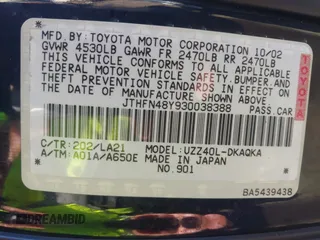 MFD. BY TOYOTA MOTOR CORPORATION 10/02
GVWR 4530LB GAWR FR 2470LB RR 2470LB
THIS VEHICLE CONFORMS TO ALL APPLICABLE
FEDERAL MOTOR VEHICLE SAFETY, BUMPER, AND
THEFT PREVENTION STANDARDS IN EFFECT ON THE
DATE OF MANUFACTURE SHOWN ABOVE.
JTHFN48Y930038388 PASS.CAR
TOYOTA
C/TR:202/LA21 MODEL:UZZ40L-DKAQKA
A/TM:A01A/A650E MADE IN JAPAN
NO.901
BA5439438
DREAMBID